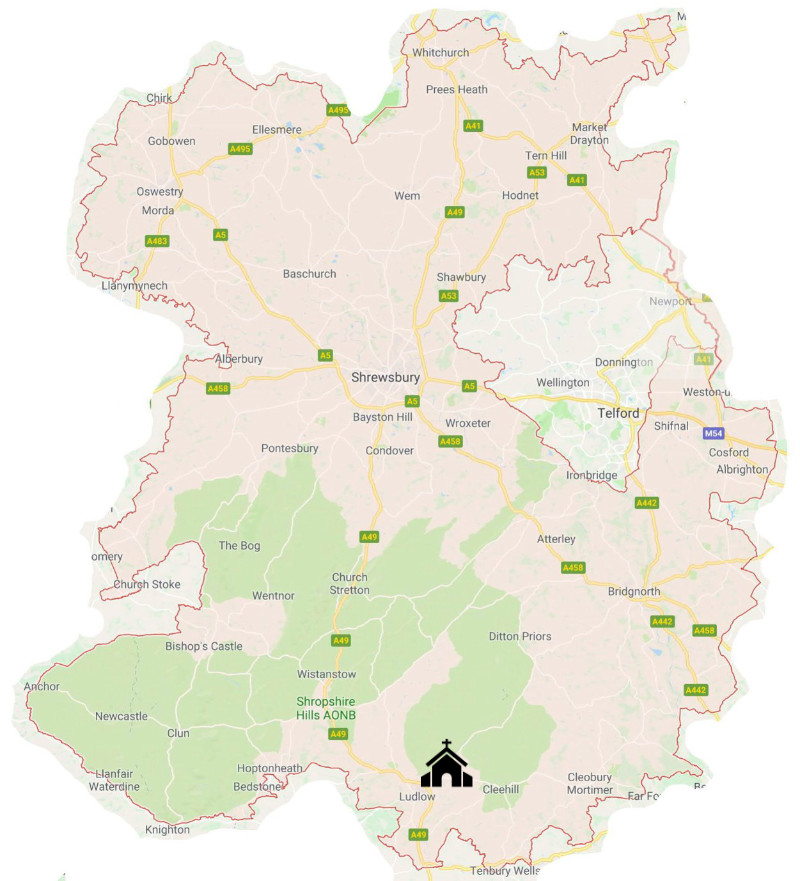 M
Whitchurch
Prees Heath
Chirk
A495
A41
Ellesmere
Market
Drayton
Gobowen
A495
Tern Hill
A53
A41
Oswestry
Wem
Hodnet
Morda
A49
A483
A5
Baschurch
Shawbury
Llanymynech
A53
Newport
Alberbury
A5
A41
Donnington
Shrewsbury
A458
A5
Wellington
Weston-u
A5
Telford
Bayston Hill
Wroxeter
Shifnal
M54
A458
Pontesbury
Condover
Cosford
Albrighton
Ironbridge
A442
A49
Atterley
The Bog
omery
A458
Church Stoke
Church
Stretton
Wentnor
Bridgnorth
A442
A458
Ditton Priors
A49
Bishop's Castle
Wistanstow
Anchor
A442
Shropshire
Hills AONB
Newcastle
Clun
A49
Hoptonheath
Llanfair
Waterdine
Bedstone
Cleobury
Mortimer
Ludlow
Cleehill
Far Fo
Knighton
A49
Tenbury Wells